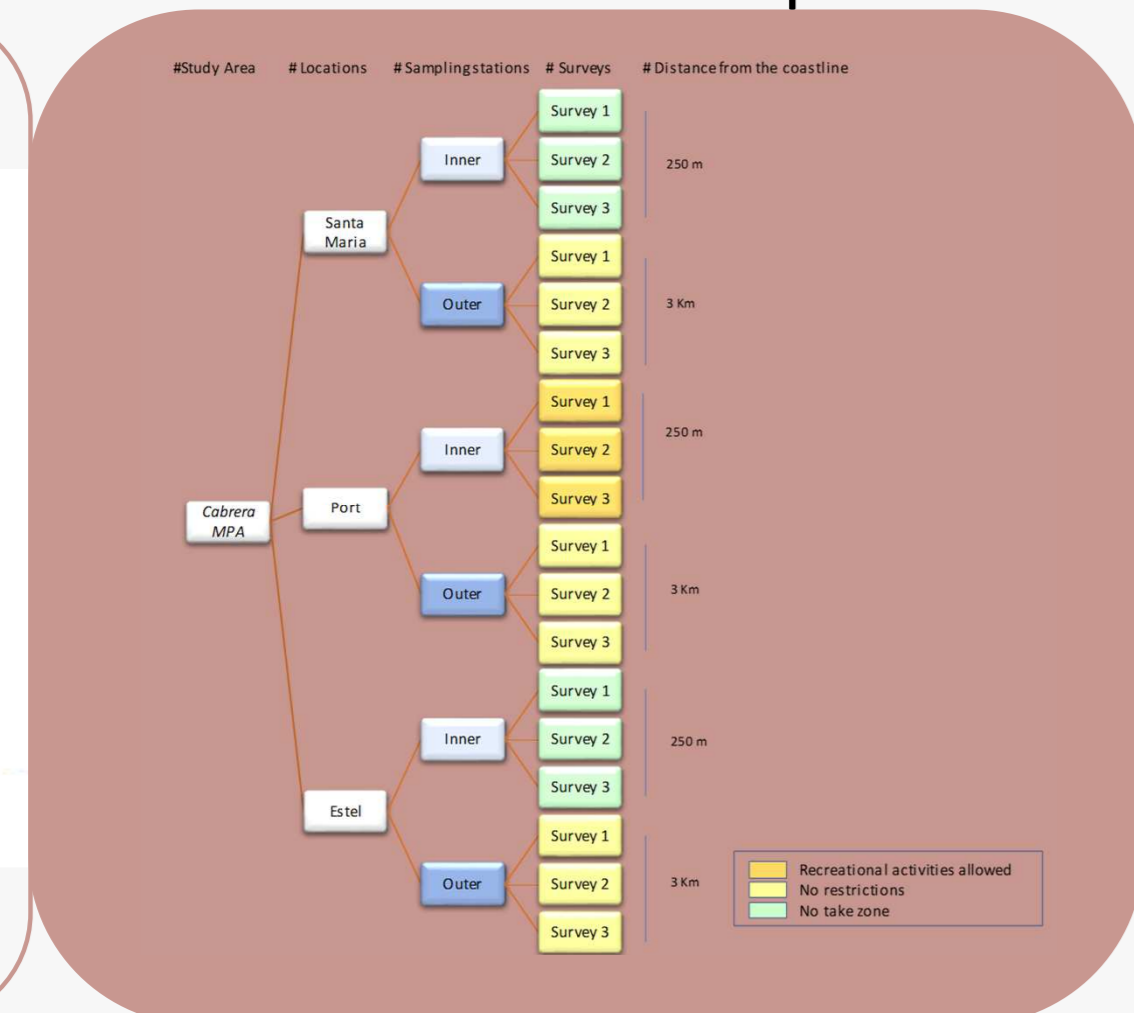 #Study Area # Locations # Sampling stations # Surveys # Distance from the coastline
Survey 1
Inner
Survey 2
250 m
Survey 3
Santa
Maria
Survey 1
Outer
Survey 2
3 Km
Survey 3
Survey 1
Inner
Survey 2
250 m
Survey 3
Cabrera
MPA
Port
Survey 1
Outer
Survey 2
3 Km
Survey 3
Survey 1
Inner
Survey 2
250 m
Survey 3
Estel
Survey 1
Outer
Survey 2
3 Km
Survey 3
Recreational activities allowed
No restrictions
No take zone